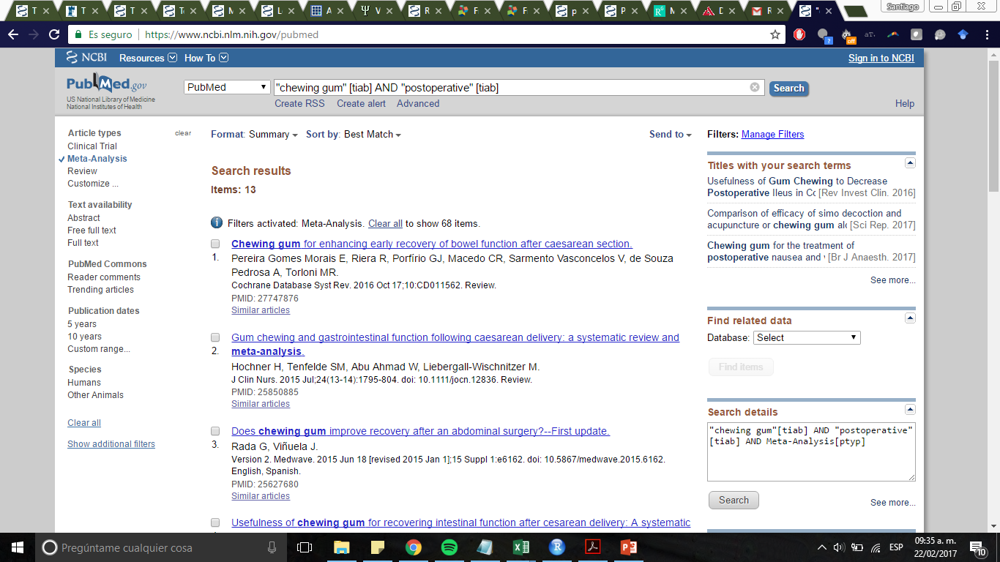 T
T
T
Te
M
L
A
V
R
F
F
p
P
M
D
R
"
Santiago
Es seguro
https://www.ncbi.nlm.nih.gov/pubmed
?
off
aT.
NCBI Resources How To Sign in to NCBI
PubMed.gov
US National Library of Medicine
National Institutes of Health
PubMed
"chewing gum" [tiab] AND "postoperative" [tiab]
Search
Create RSS Create alert Advanced
Help
Article types
clear
Clinical Trial
Meta-Analysis
Review
Customize ...
Text availability
Abstract
Free full text
Full text
PubMed Commons
Reader comments
Trending articles
Publication dates
5 years
10 years
Custom range...
Species
Humans
Other Animals
Clear all
Show additional filters
Format: Summary Sort by: Best Match
Send to
Search results
Items: 13
Filters activated: Meta-Analysis. Clear all to show 68 items.
Chewing gum for enhancing early recovery of bowel function after caesarean section.
1.
Pereira Gomes Morais E, Riera R, Porfírio GJ, Macedo CR, Sarmento Vasconcelos V, de Souza
Pedrosa A, Torloni MR.
Cochrane Database Syst Rev. 2016 Oct 17;10:CD011562. Review.
PMID: 27747876
Similar articles
Gum chewing and gastrointestinal function following caesarean delivery: a systematic review and
2.
meta-analysis.
Hochner H, Tenfelde SM, Abu Ahmad W, Liebergall-Wischnitzer M.
J Clin Nurs. 2015 Jul;24(13-14):1795-804. doi: 10.1111/jocn.12836. Review.
PMID: 25850885
Similar articles
Does chewing gum improve recovery after an abdominal surgery?--First update.
3.
Rada G, Viñuela J.
Version 2. Medwave. 2015 Jun 18 [revised 2015 Jan 1];15 Suppl 1:e6162. doi: 10.5867/medwave.2015.6162.
English, Spanish.
PMID: 25627680
Similar articles
Usefulness of chewing gum for recovering intestinal function after cesarean delivery: A systematic
Filters: Manage Filters
Titles with your search terms
Usefulness of Gum Chewing to Decrease
Postoperative Ileus in Cc [Rev Invest Clin. 2016]
Comparison of efficacy of simo decoction and
acupuncture or chewing gum alc [Sci Rep. 2017]
Chewing gum for the treatment of
postoperative nausea and v [Br J Anaesth. 2017]
See more...
Find related data
Database: Select
Find items
Search details
"chewing gum"[tiab] AND "postoperative"
[tiab] AND Meta-Analysis[ptyp]
Search
See more...
Pregúntame cualquier cosa
ESP
09:35 a. m.
22/02/2017
10